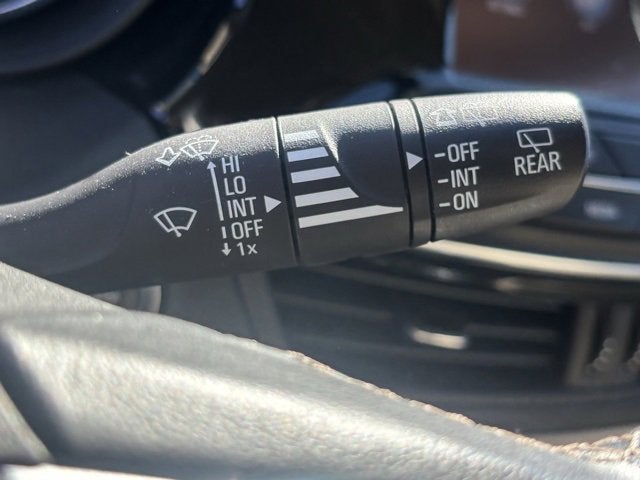 HI
LO
INT
OFF
1x
-OFF
-INT
-ON
REAR